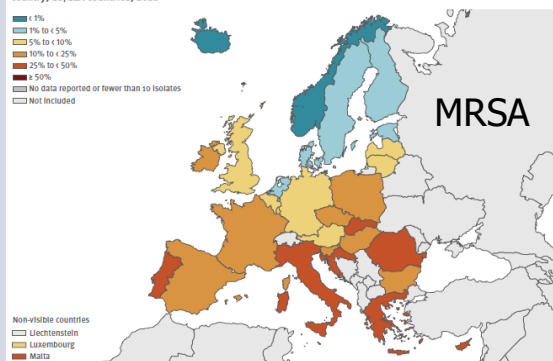 < 1%
1% to < 5%
5% to < 10%
10% to < 25%
25% to < 50%
≥ 50%
No data reported or fewer than 10 isolates
Not included
MRSA
Non-visible countries
Liechtenstein
Luxembourg
Malta